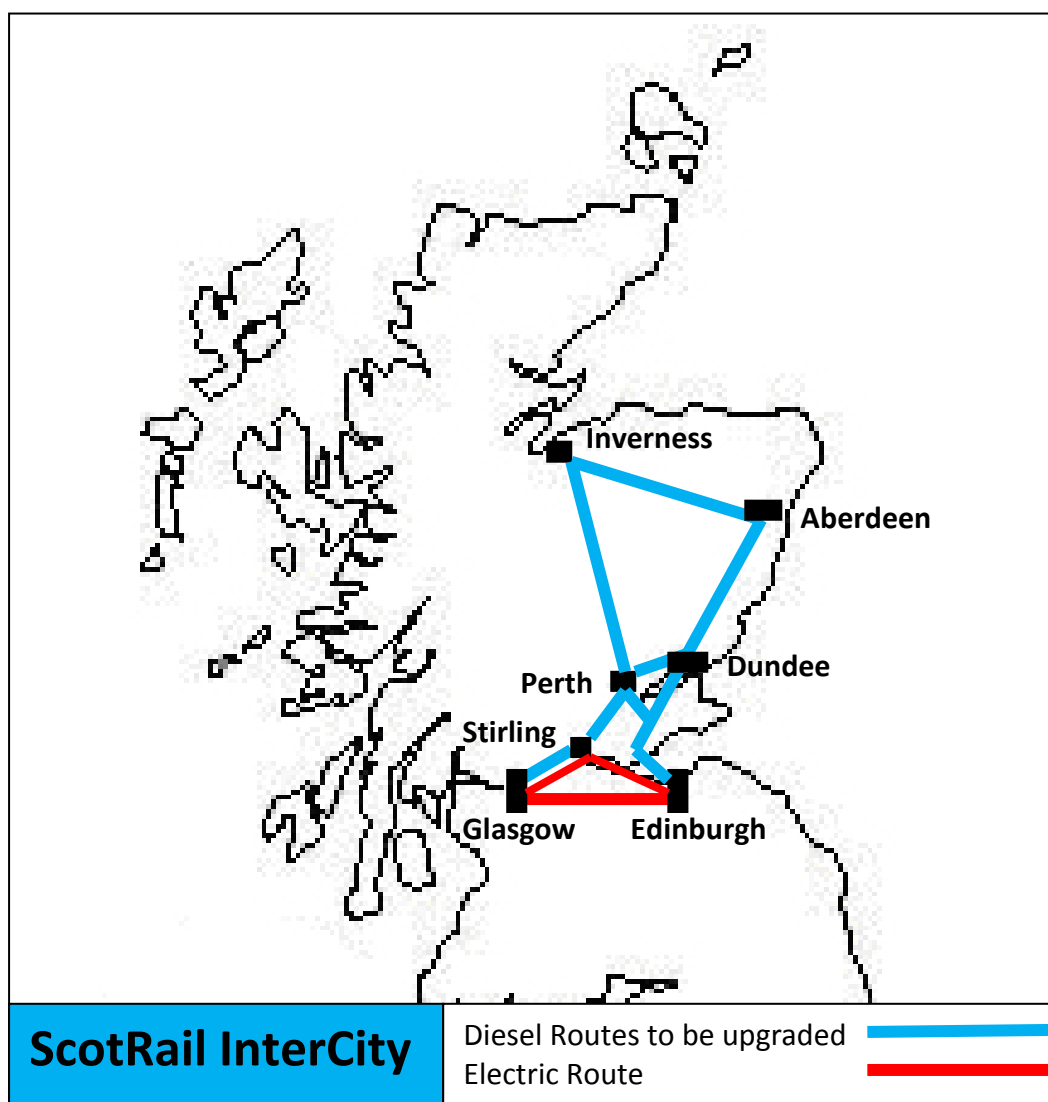 Inverness
Aberdeen
Dundee
Perth
Stirling
Glasgow
Edinburgh
ScotRail InterCity
Diesel Routes to be upgraded
Electric Route